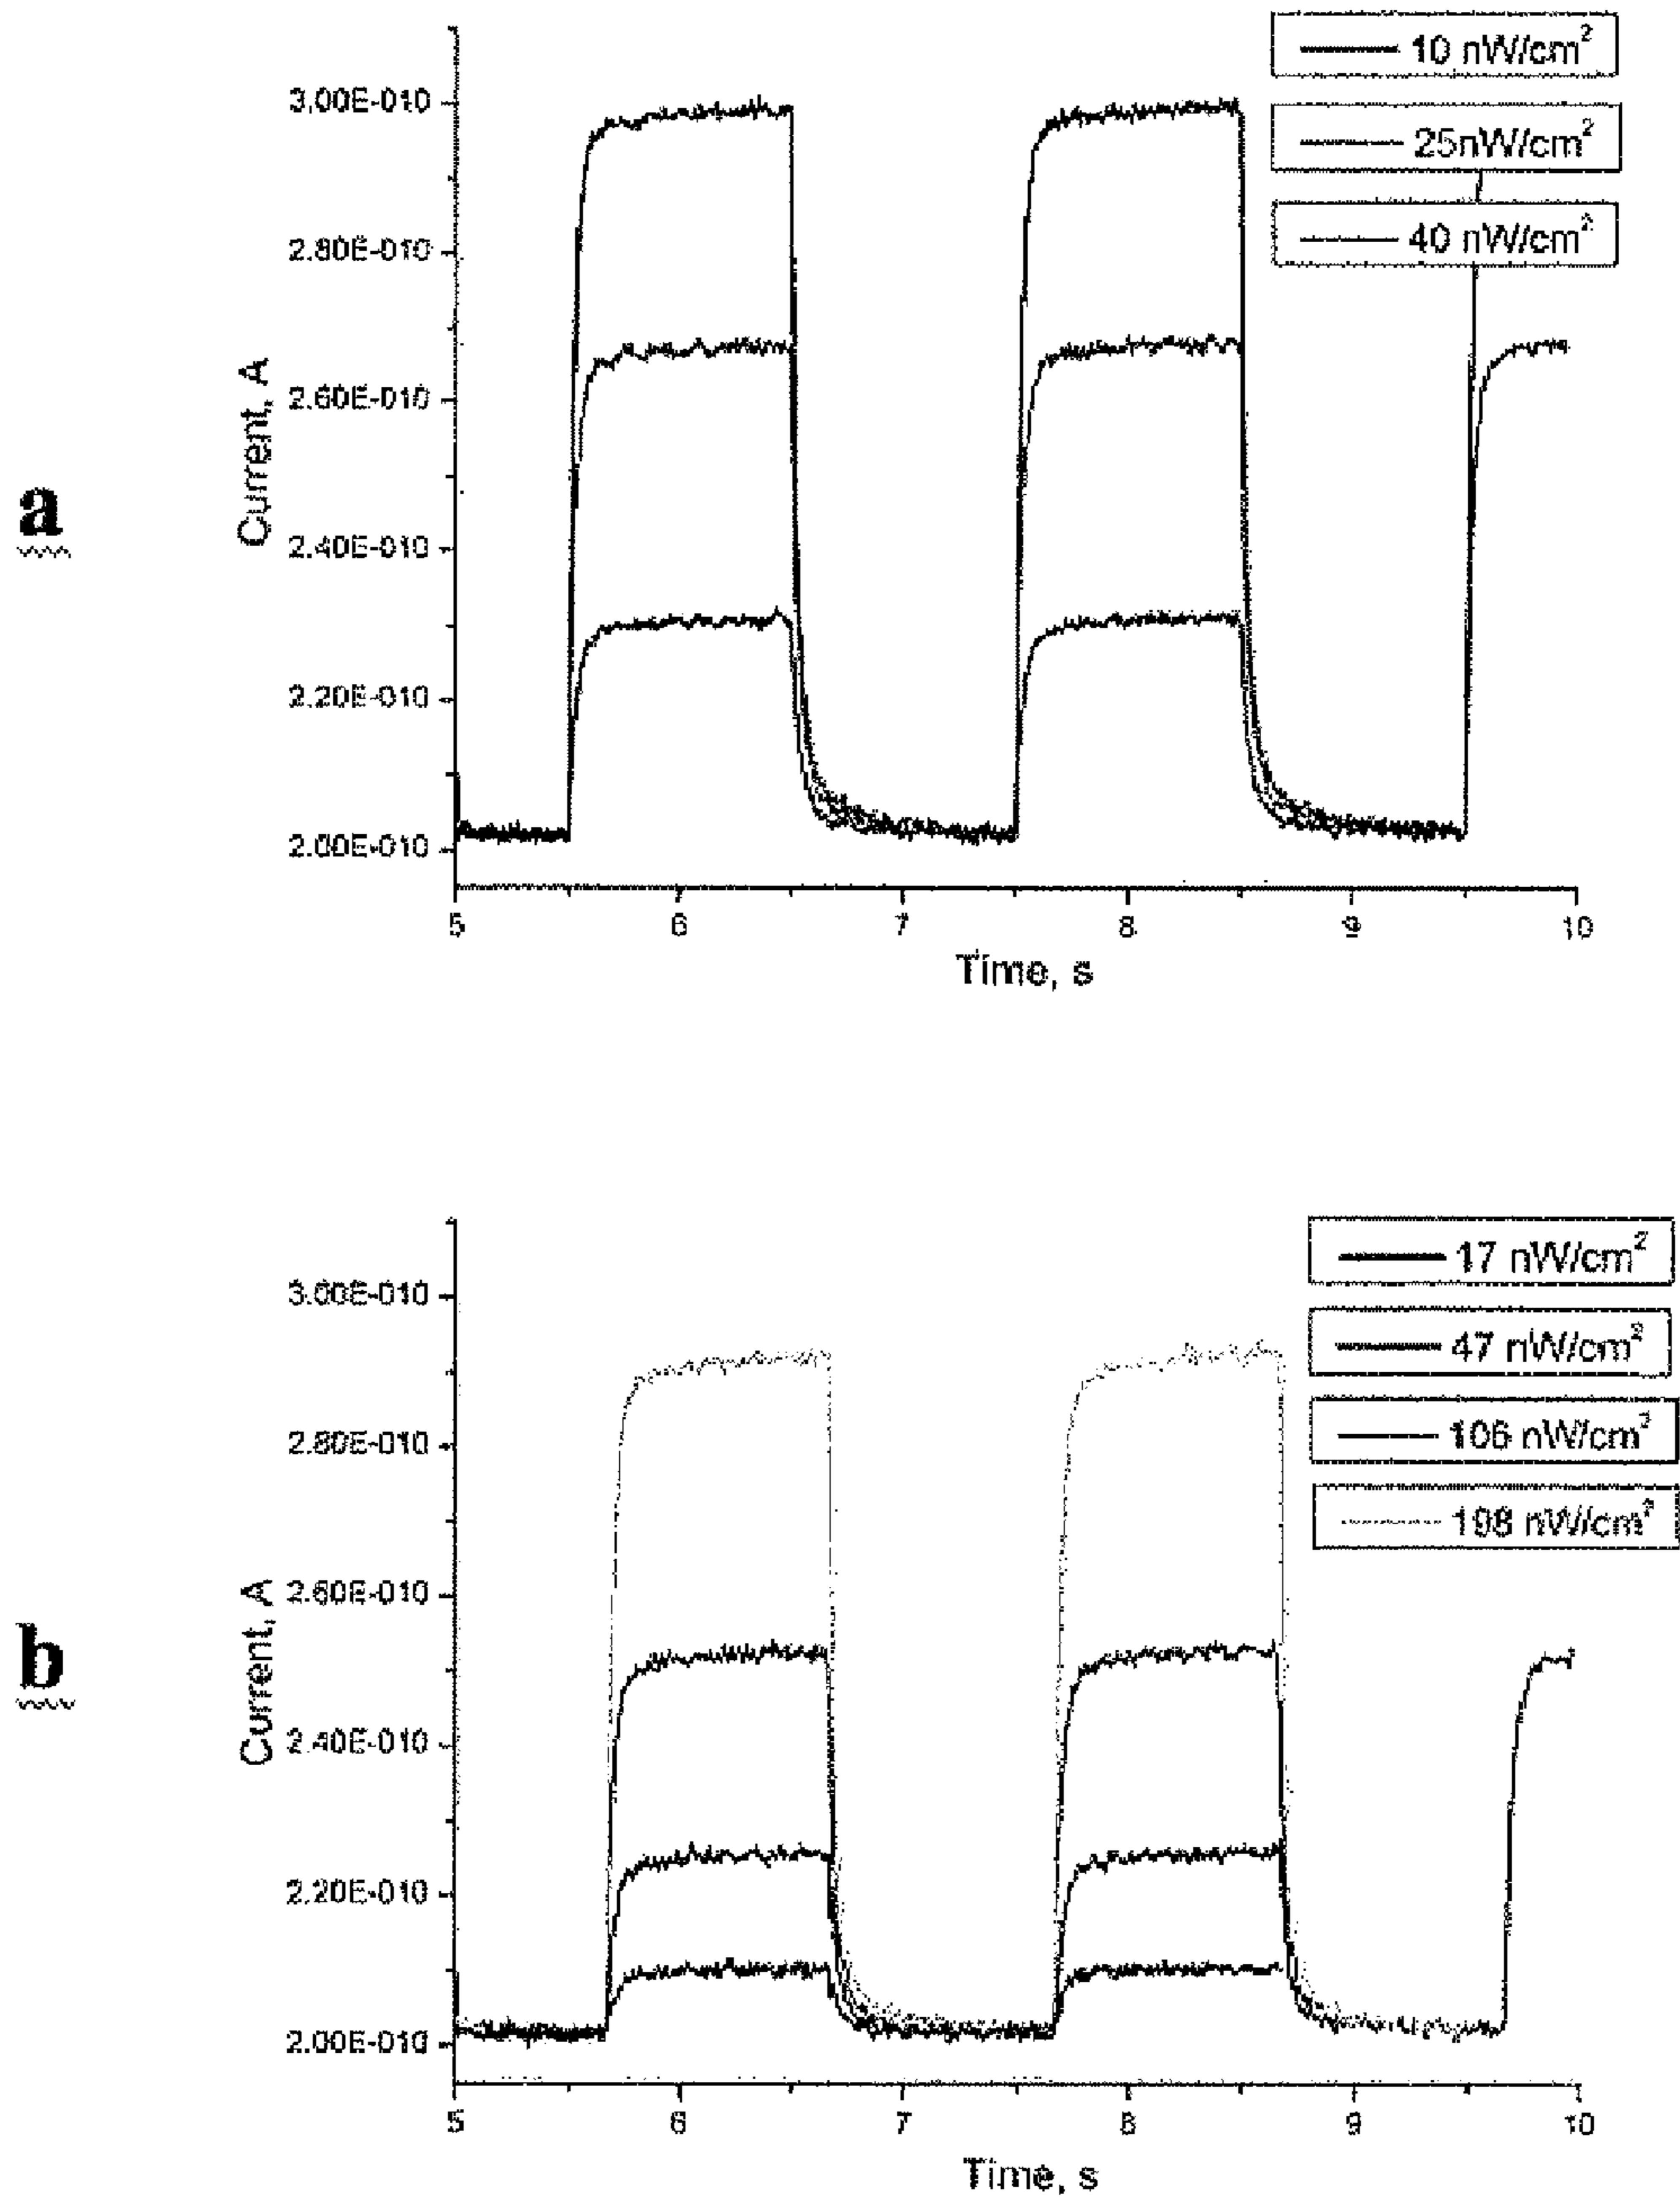 10 nW/cm²
3,00E-010
25nW/cm²
40 nW/cm²
2.80E-010
2.60E-010
Current, A
a
2.40E-010
2.20E-010
2.00E-010
5 6 7 8 9 10
Time, s
17 nW/cm²
3.00E-010
47 nW/cm²
2.80E-010
106 nW/cm²
198 nW/cm²
2.60E-010
Current, A
b
2.40E-010
2.20E-010
2.00E-010
5 6 7 8 9 10
Time, s